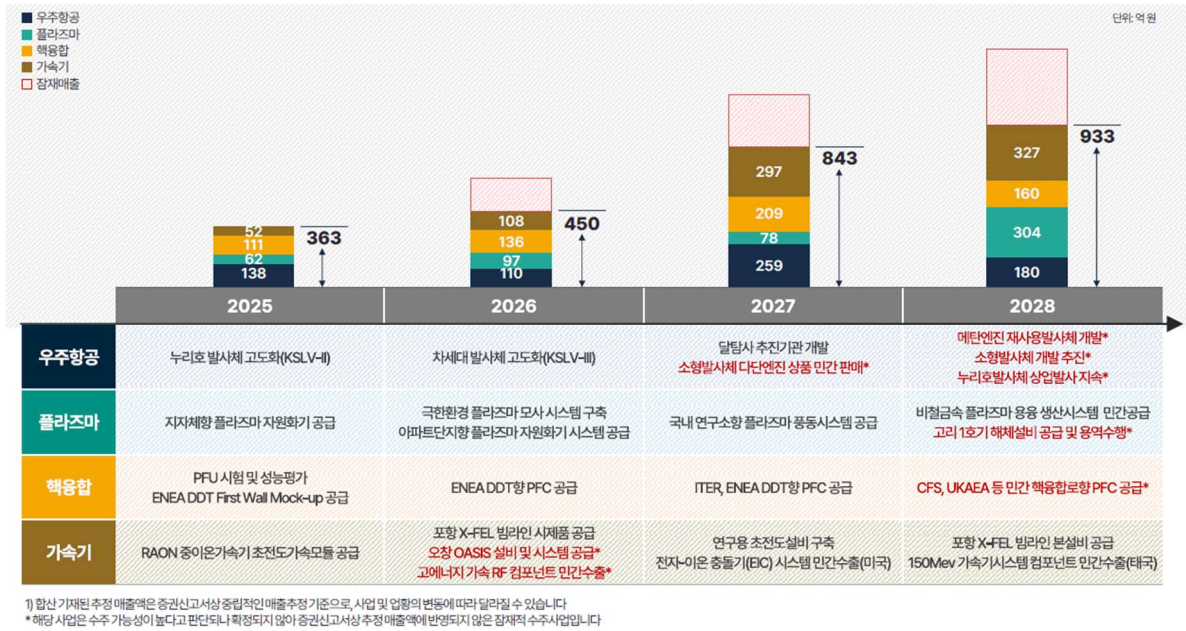 우주항공
플라즈마
핵융합
가속기
잠재매출
단위: 억 원
52
111
62
138
363
108
136
97
110
450
297
209
78
259
843
327
160
304
180
933
2025
2026
2027
2028
우주항공
누리호 발사체 고도화(KSLV-II)
차세대 발사체 고도화(KSLV-III)
달탐사 추진기관 개발
소형발사체 다단엔진 상품 민간 판매*
메탄엔진 재사용발사체 개발*
소형발사체 개발 추진*
누리호발사체 상업발사 지속*
플라즈마
지자체향 플라즈마 자원화기 공급
극한환경 플라즈마 모사 시스템 구축
아파트단지향 플라즈마 자원화기 시스템 공급
국내 연구소향 플라즈마 풍동시스템 공급
비철금속 플라즈마 용융 생산시스템 민간공급
고리 1호기 해체설비 공급 및 용역수행*
핵융합
PFU 시험 및 성능평가
ENEA DDT First Wall Mock-up 공급
ENEA DDT향 PFC 공급
ITER, ENEA DDT향 PFC 공급
CFS, UKAEA 등 민간 핵융합로향 PFC 공급*
가속기
RAON 중이온가속기 초전도가속모듈 공급
포항 X-FEL 빔라인 시제품 공급
오창 OASIS 설비 및 시스템 공급*
고에너지 가속 RF 컴포넌트 민간수출*
연구용 초전도설비 구축
전자-이온 충돌기(EIC) 시스템 민간수출(미국)
포항 X-FEL 빔라인 본설비 공급
150Mev 가속기시스템 컴포넌트 민간수출(태국)
1) 합산 기재된 추정 매출액은 증권신고서상 중립적인 매출추정 기준으로, 사업 및 업황의 변동에 따라 달라질 수 있습니다
* 해당 사업은 수주 가능성이 높다고 판단되나 확정되지 않아 증권신고서상 추정 매출액에 반영되지 않은 잠재적 수주사업입니다